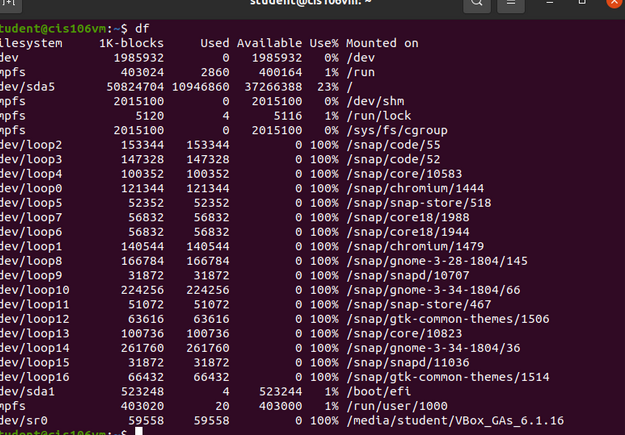 student@cis106vm: ~
tudent@cis106vm:~$ df
ilesystem 1K-blocks Used Available Use% Mounted on
dev 1985932 0 1985932 0% /dev
mpfs 403024 2860 400164 1% /run
dev/sda5 50824704 10946860 37266388 23% /
mpfs 2015100 0 2015100 0% /dev/shm
mpfs 5120 4 5116 1% /run/lock
mpfs 2015100 0 2015100 0% /sys/fs/cgroup
dev/loop2 153344 153344 0 100% /snap/code/55
dev/loop3 147328 147328 0 100% /snap/code/52
dev/loop4 100352 100352 0 100% /snap/core/10583
dev/loop0 121344 121344 0 100% /snap/chromium/1444
dev/loop5 52352 52352 0 100% /snap/snap-store/518
dev/loop7 56832 56832 0 100% /snap/core18/1988
dev/loop6 56832 56832 0 100% /snap/core18/1944
dev/loop1 140544 140544 0 100% /snap/chromium/1479
dev/loop8 166784 166784 0 100% /snap/gnome-3-28-1804/145
dev/loop9 31872 31872 0 100% /snap/snapd/10707
dev/loop10 224256 224256 0 100% /snap/gnome-3-34-1804/66
dev/loop11 51072 51072 0 100% /snap/snap-store/467
dev/loop12 63616 63616 0 100% /snap/gtk-common-themes/1506
dev/loop13 100736 100736 0 100% /snap/core/10823
dev/loop14 261760 261760 0 100% /snap/gnome-3-34-1804/36
dev/loop15 31872 31872 0 100% /snap/snapd/11036
dev/loop16 66432 66432 0 100% /snap/gtk-common-themes/1514
dev/sda1 523248 4 523244 1% /boot/efi
mpfs 403020 20 403000 1% /run/user/1000
dev/sr0 59558 59558 0 100% /media/student/VBox_GAs_6.1.16
tudent@cis106vm:~$